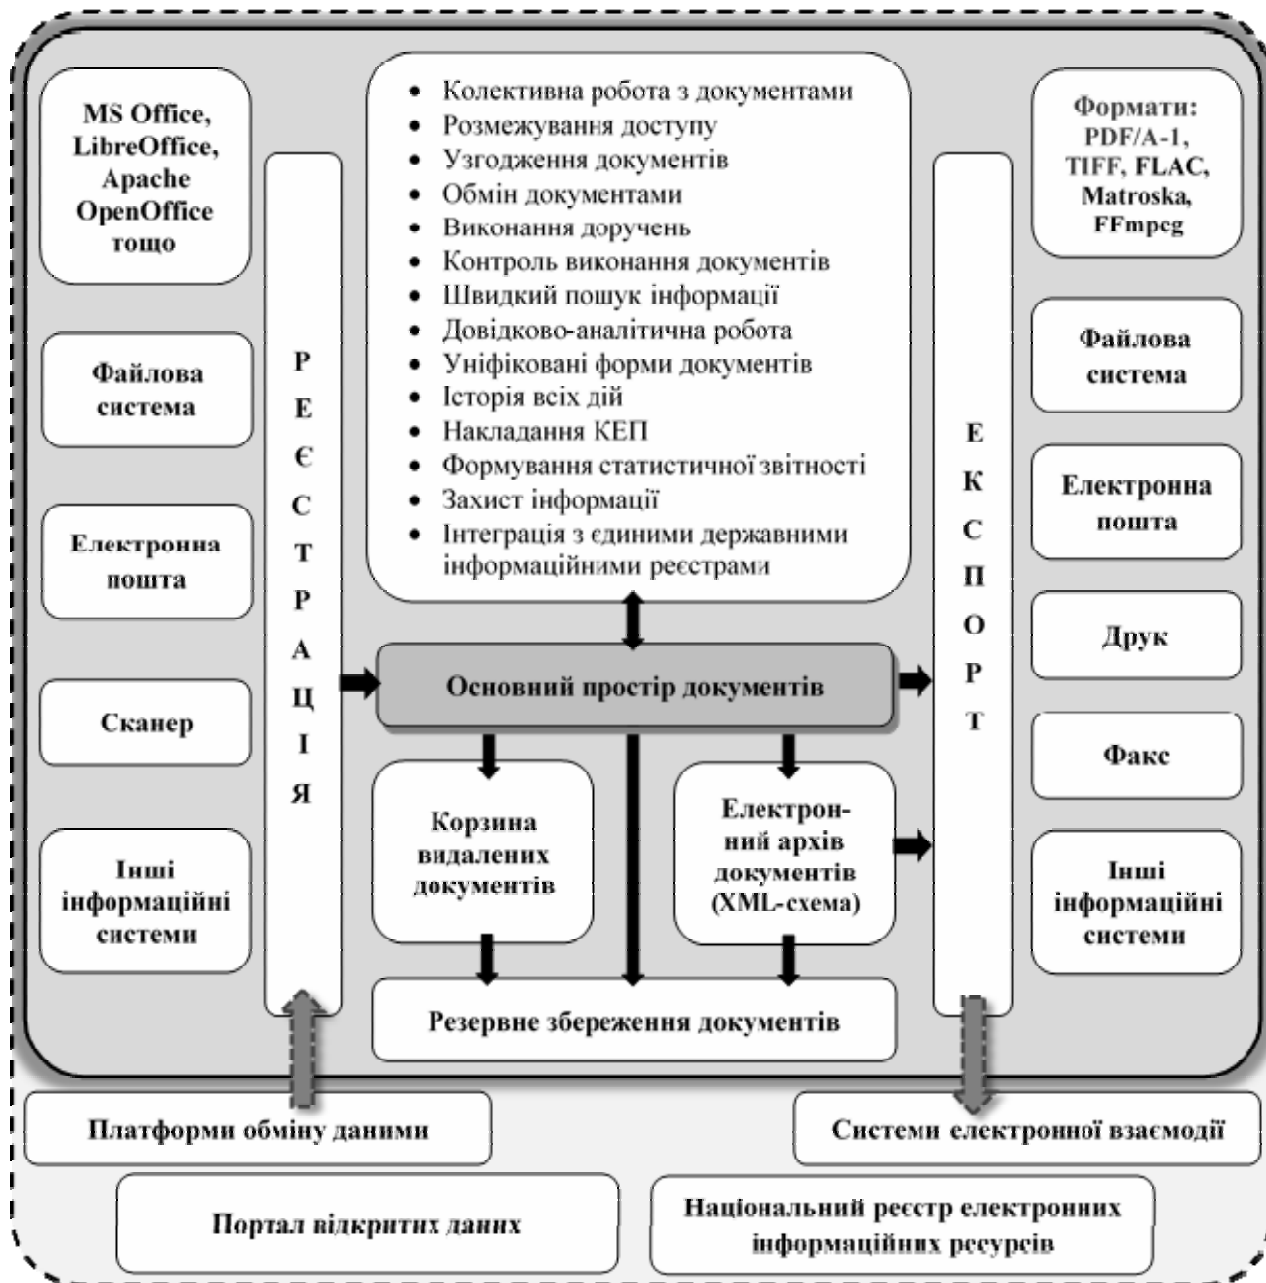 MS Office,
LibreOffice,
Apache
OpenOffice
тощо
Файлова
система
Електронна
пошта
Сканер
Інші
інформаційні
системи
РЕЄСТРАЦІЯ
• Колективна робота з документами
• Розмежування доступу
• Узгодження документів
• Обмін документами
• Виконання доручень
• Контроль виконання документів
• Швидкий пошук інформації
• Довідково-аналітична робота
• Уніфіковані форми документів
• Історія всіх дій
• Накладання КЕП
• Формування статистичної звітності
• Захист інформації
• Інтеграція з єдиними державними
інформаційними реєстрами
Основний простір документів
Корзина
видалених
документів
Електрон-
ний архів
документів
(XML-схема)
Резервне збереження документів
ЕКСПОРТ
Формати:
PDF/A-1,
TIFF, FLAC,
Matroska,
FFmpeg
Файлова
система
Електронна
пошта
Друк
Факс
Інші
інформаційні
системи
Платформи обміну даними
Системи електронної взаємодії
Портал відкритих даних
Національний реєстр електронних
інформаційних ресурсів